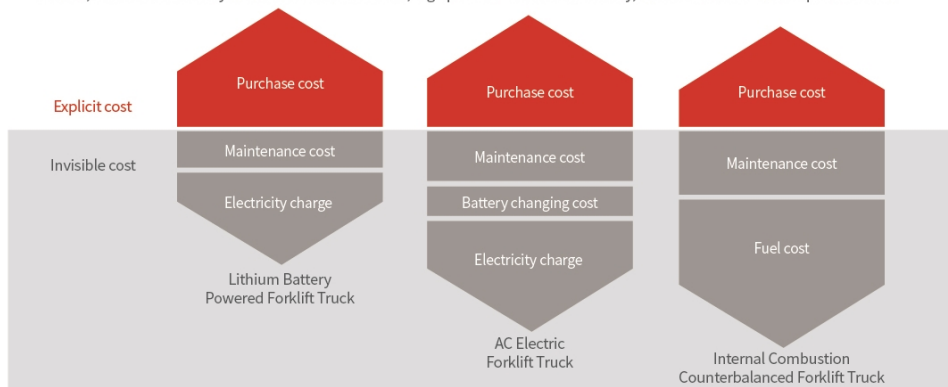 Explicit cost
Invisible cost
Purchase cost
Maintenance cost
Electricity charge
Lithium Battery
Powered Forklift Truck
Purchase cost
Maintenance cost
Battery changing cost
Electricity charge
AC Electric
Forklift Truck
Purchase cost
Maintenance cost
Fuel cost
Internal Combustion
Counterbalanced Forklift Truck